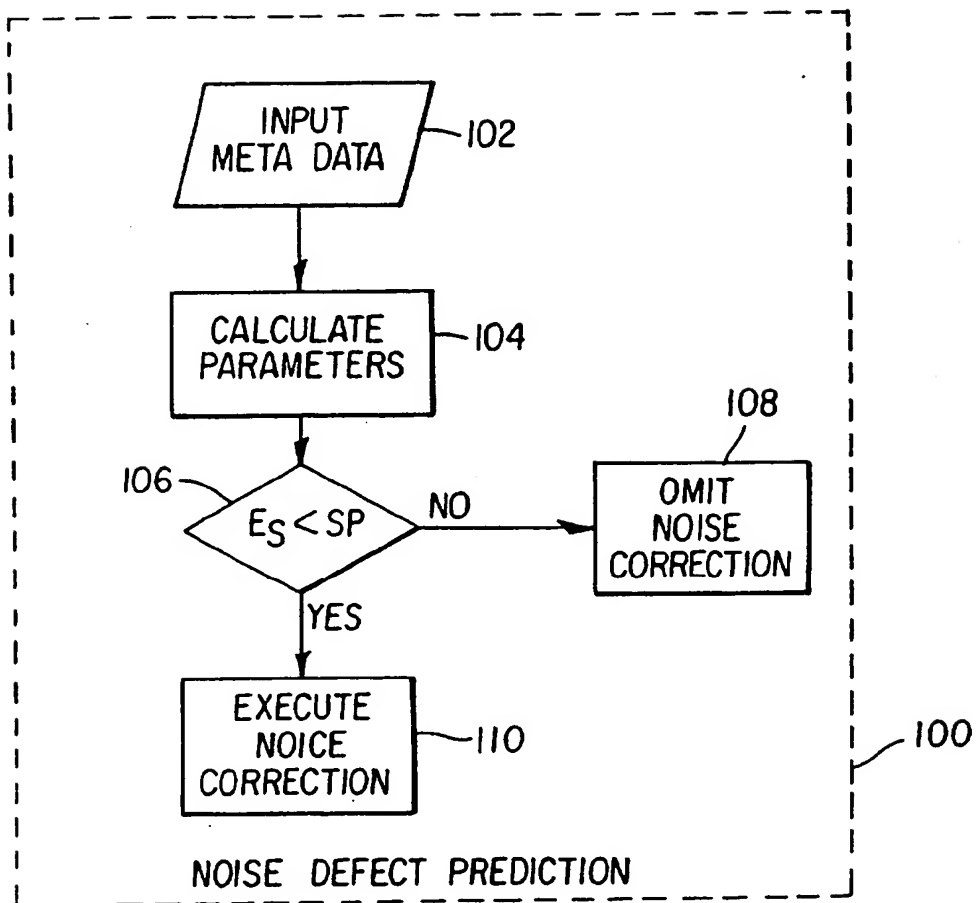 INPUT
META DATA
102
CALCULATE
PARAMETERS
104
106
E_S < SP
NO
108
OMIT
NOISE
CORRECTION
YES
EXECUTE
NOICE
CORRECTION
110
100
NOISE DEFECT PREDICTION